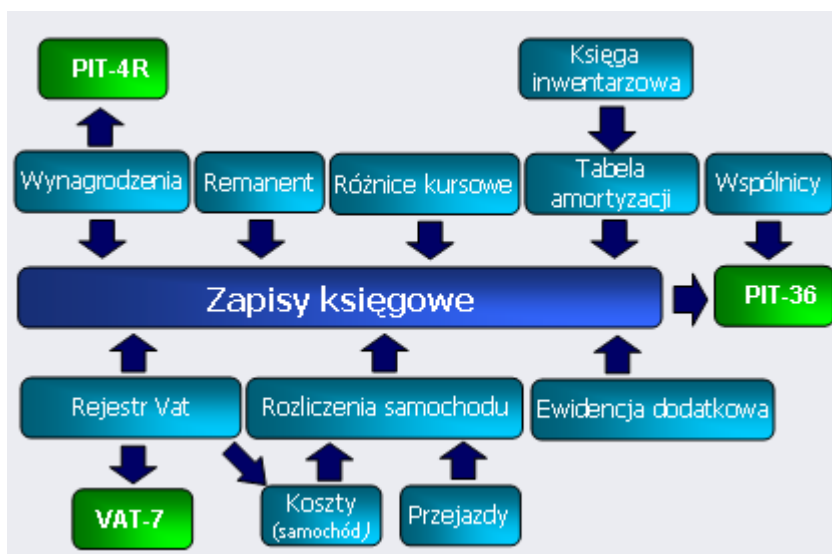 PIT-4R
Księga
inwentarzowa
Wynagrodzenia
Remanent
Różnice kursowe
Tabela
amortyzacji
Wspólnicy
Zapisy księgowe
PIT-36
Rejestr Vat
Rozliczenia samochodu
Ewidencja dodatkowa
VAT-7
Koszty
(samochód)
Przejazdy